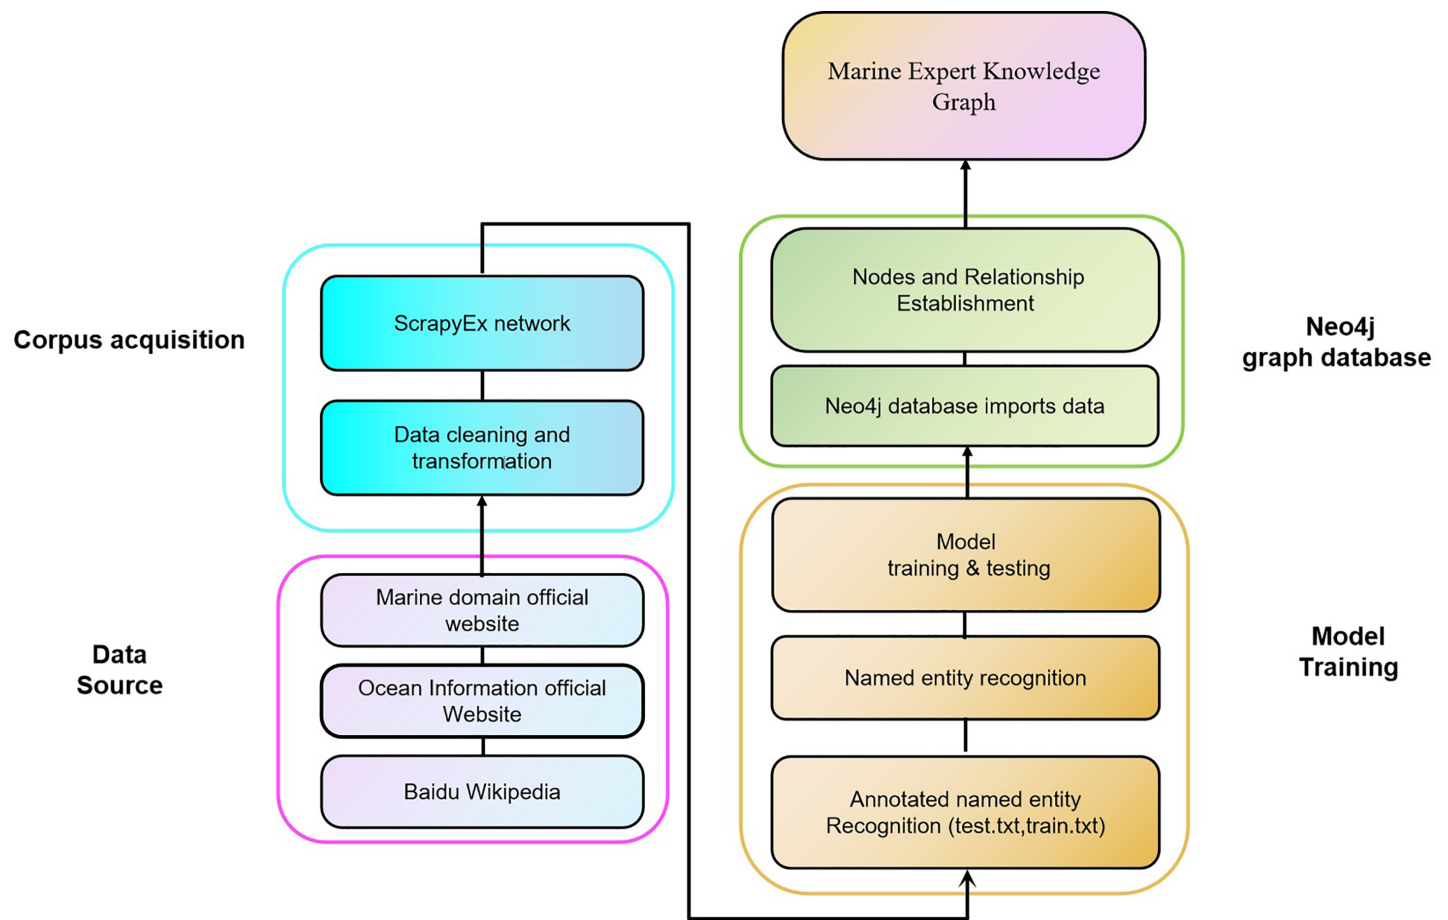 Marine Expert Knowledge
Graph
Corpus acquisition
ScrapyEx network
Data cleaning and
transformation
Data
Source
Marine domain official
website
Ocean Information official
Website
Baidu Wikipedia
Nodes and Relationship
Establishment
Neo4j database imports data
Neo4j
graph database
Model
training & testing
Named entity recognition
Annotated named entity
Recognition (test.txt,train.txt)
Model
Training